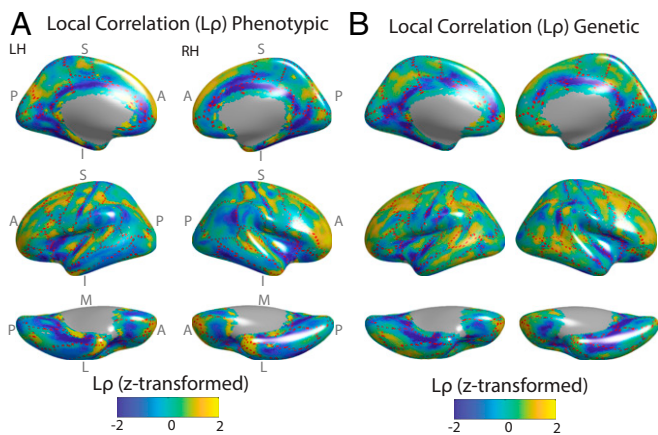 A Local Correlation (Lρ) Phenotypic
B Local Correlation (Lρ) Genetic
LH S RH S
P A A P
I I
S S
A P P A
I I
M M
P A A P
L L
Lρ (z-transformed)
Lρ (z-transformed)
-2 0 2
-2 0 2